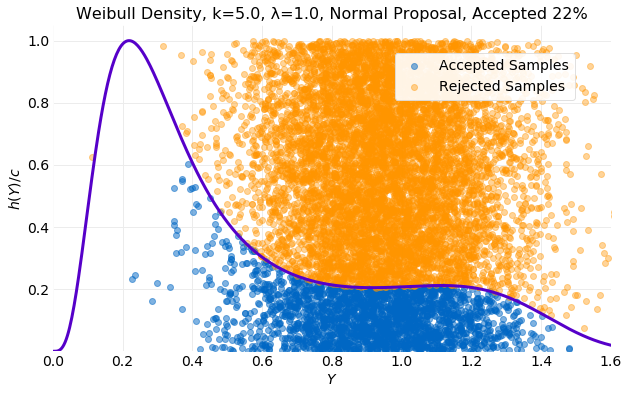 Weibull Density, k=5.0, λ=1.0, Normal Proposal, Accepted 22%
1.0
0.8
0.6
0.4
0.2
h(Y)/c
Accepted Samples
Rejected Samples
0.0 0.2 0.4 0.6 0.8 1.0 1.2 1.4 1.6
Y